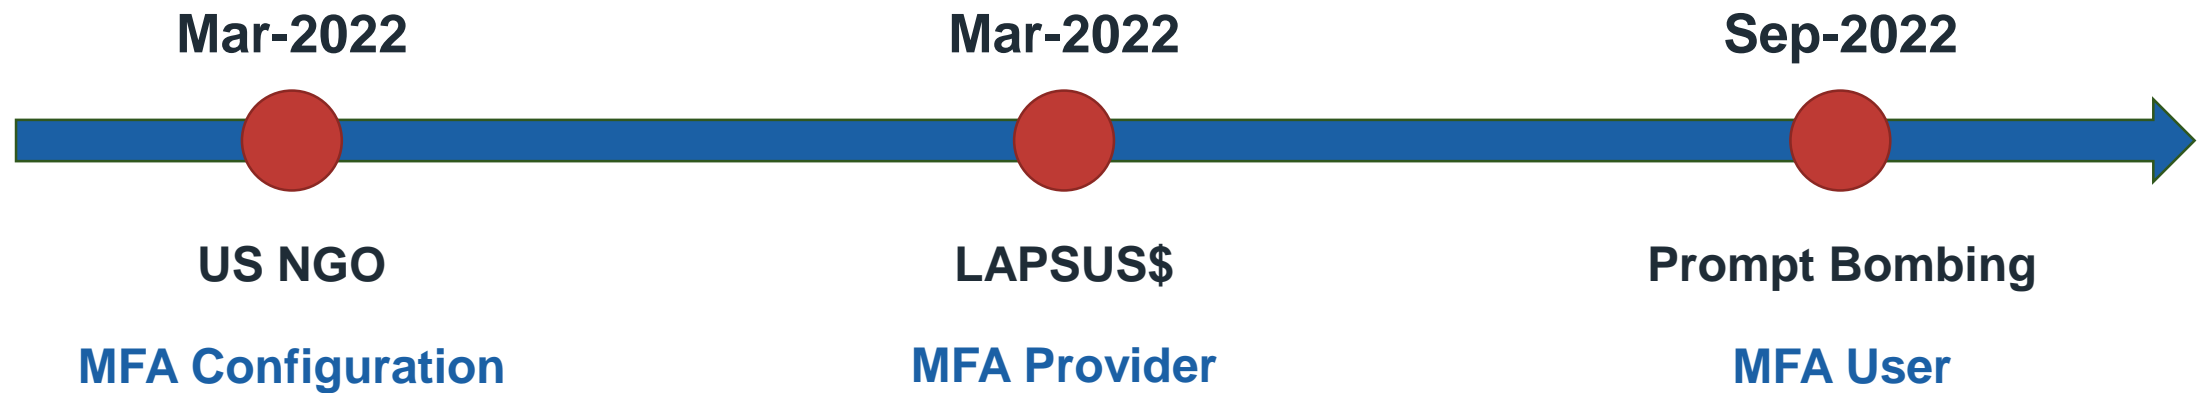 Mar-2022
Mar-2022
Sep-2022
US NGO
LAPSUS$
Prompt Bombing
MFA Configuration
MFA Provider
MFA User